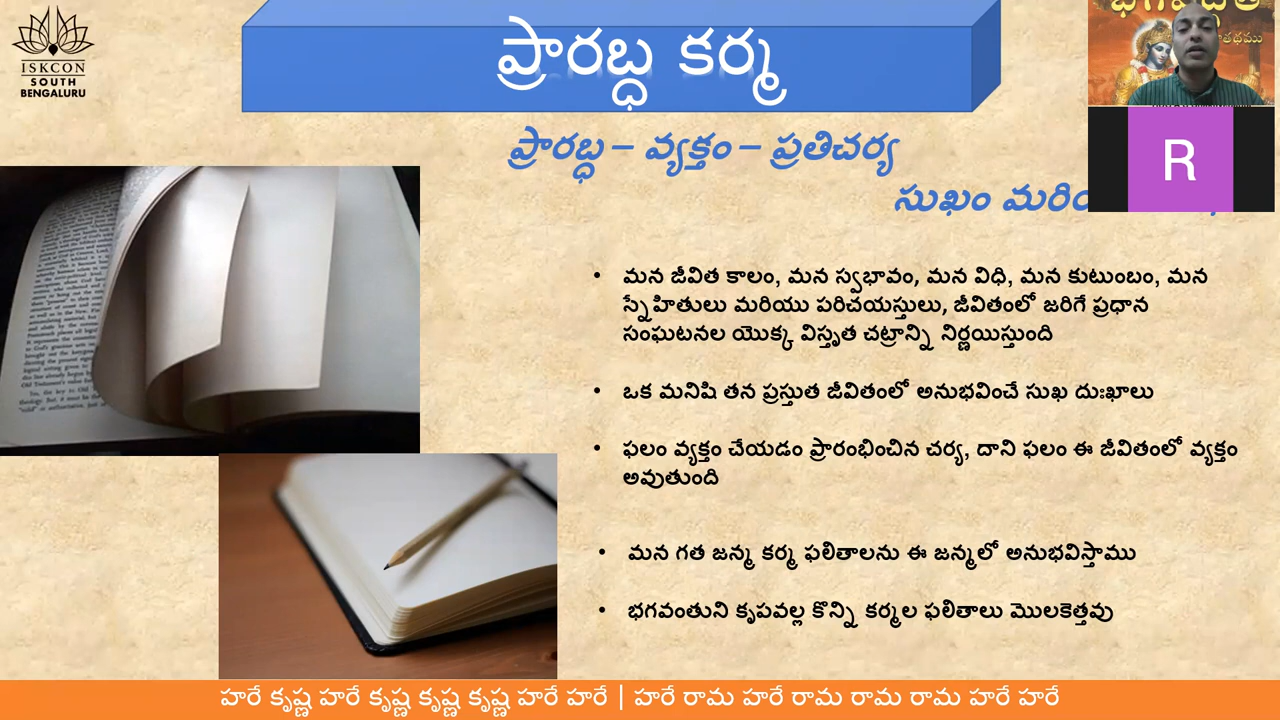 ISKCON
SOUTH
BENGALURU
ప్రారబ్ధ కర్మ
ప్రారబ్ధ – వ్యక్తం – ప్రతిచర్య
సుఖం
R
• మన జీవిత కాలం, మన స్వభావం, మన విధి, మన కుటుంబం, మన
స్నేహితులు మరియు పరిచయస్తులు, జీవితంలో జరిగే ప్రధాన
సంఘటనల యొక్క విస్తృత చట్రాన్ని నిర్ణయిస్తుంది
• ఒక మనిషి తన ప్రస్తుత జీవితంలో అనుభవించే సుఖ దుఃఖాలు
• ఫలం వ్యక్తం చేయడం ప్రారంభించిన చర్య, దాని ఫలం ఈ జీవితంలో వ్యక్తం
అవుతుంది
• మన గత జన్మ కర్మ ఫలితాలను ఈ జన్మలో అనుభవిస్తాము
• భగవంతుని కృపవల్ల కొన్ని కర్మల ఫలితాలు మొలకెత్తవు
హరే కృష్ణ హరే కృష్ణ కృష్ణ కృష్ణ హరే హరే | హరే రామ హరే రామ రామ రామ హరే హరే